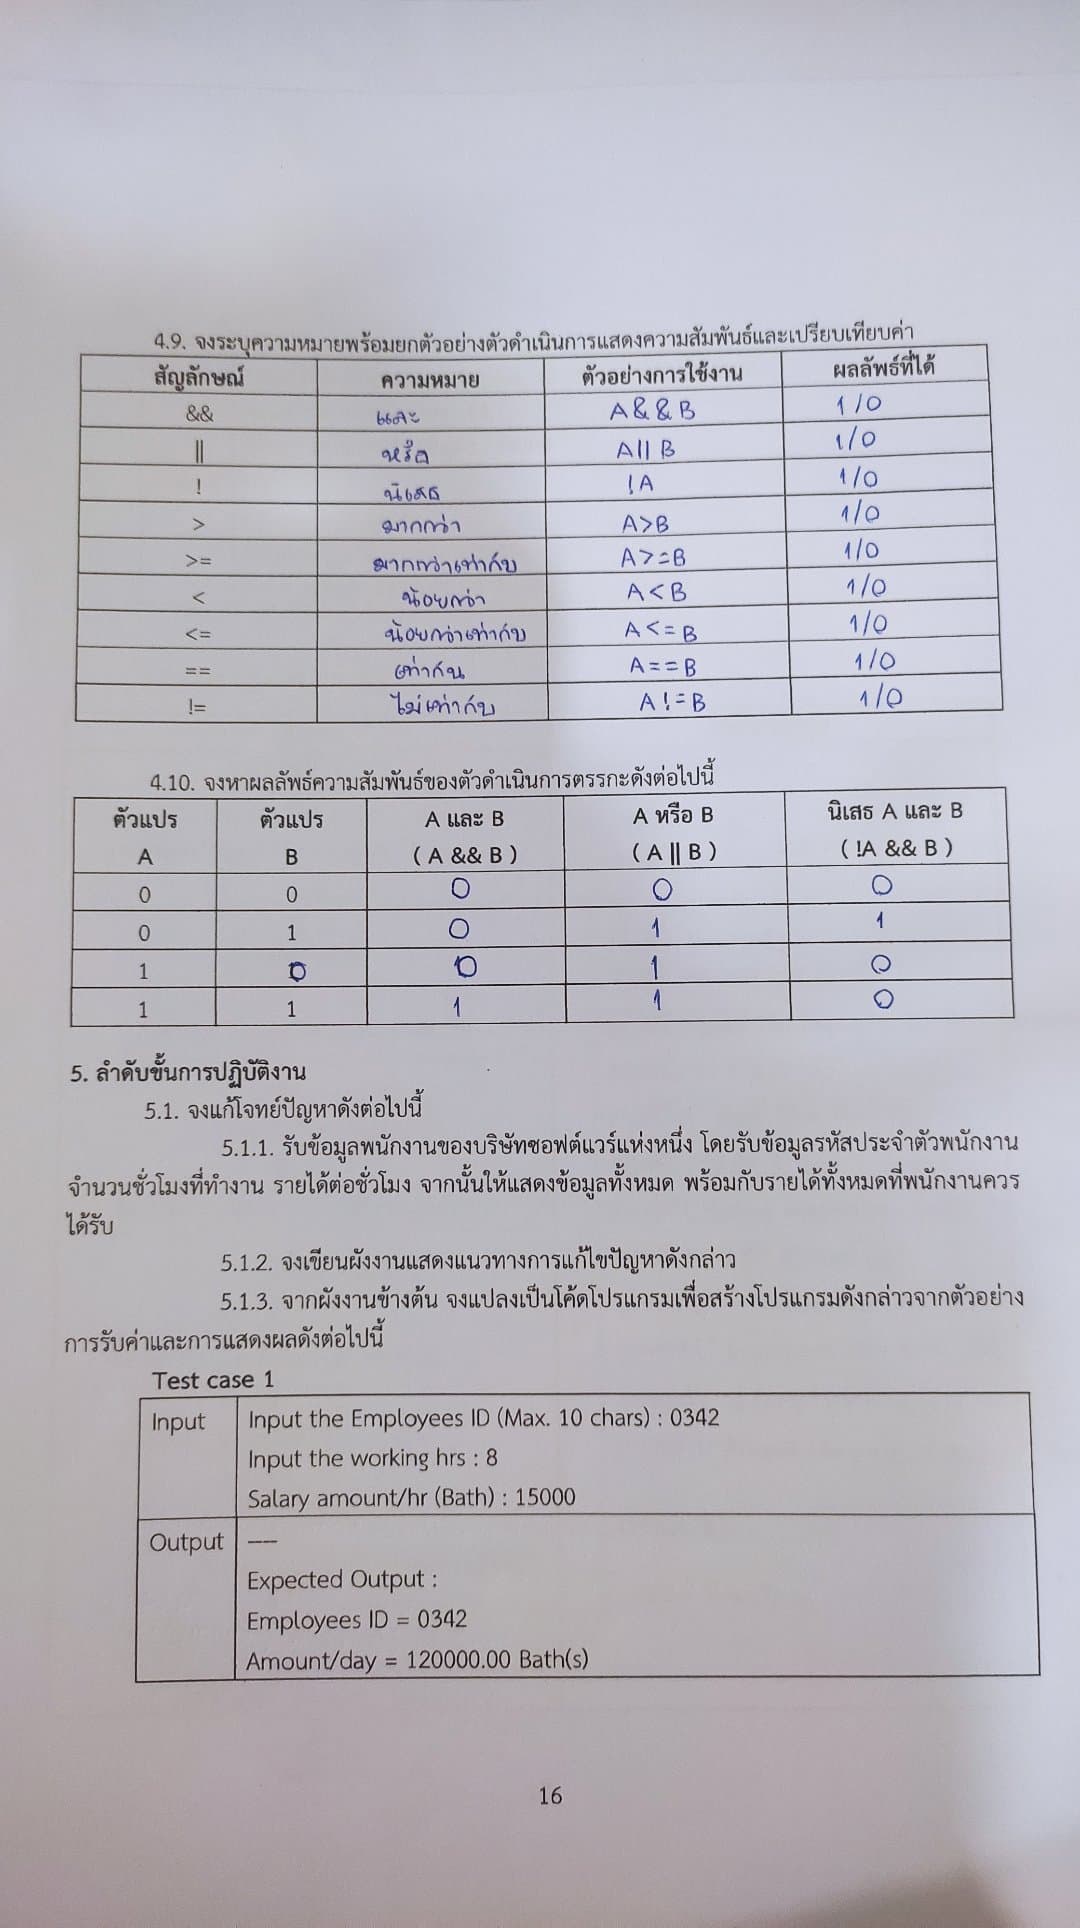 4.9. จงระบุความหมายพร้อมยกตัวอย่างตัวดำเนินการแสดงความสัมพันธ์และเปรียบเทียบค่า
สัญลักษณ์ ความหมาย ตัวอย่างการใช้งาน ผลลัพธ์ที่ได้
&& และ A && B 1/0
|| หรือ A || B 1/0
! นิเสธ !A 1/0
> มากกว่า A>B 1/0
>= มากกว่าเท่ากับ A>=B 1/0
< น้อยกว่า A<B 1/0
<= น้อยกว่าเท่ากับ A<=B 1/0
== เท่ากัน A==B 1/0
!= ไม่เท่ากับ A!=B 1/0
4.10. จงหาผลลัพธ์ความสัมพันธ์ของตัวดำเนินการตรรกะดังต่อไปนี้
ตัวแปร ตัวแปร A และ B A หรือ B นิเสธ A และ B
A B ( A && B ) ( A || B ) ( !A && B )
0 0 0 0 0
0 1 0 1 1
1 0 0 1 0
1 1 1 1 0
5. ลำดับขั้นการปฏิบัติงาน
5.1. จงแก้โจทย์ปัญหาดังต่อไปนี้
5.1.1. รับข้อมูลพนักงานของบริษัทซอฟต์แวร์แห่งหนึ่ง โดยรับข้อมูลรหัสประจำตัวพนักงาน
จำนวนชั่วโมงที่ทำงาน รายได้ต่อชั่วโมง จากนั้นให้แสดงข้อมูลทั้งหมด พร้อมกับรายได้ทั้งหมดที่พนักงานควร
ได้รับ
5.1.2. จงเขียนผังงานแสดงแนวทางการแก้ไขปัญหาดังกล่าว
5.1.3. จากผังงานข้างต้น จงแปลงเป็นโค้ดโปรแกรมเพื่อสร้างโปรแกรมดังกล่าวจากตัวอย่าง
การรับค่าและการแสดงผลดังต่อไปนี้
Test case 1
Input Input the Employees ID (Max. 10 chars) : 0342
Input the working hrs : 8
Salary amount/hr (Bath) : 15000
Output ----
Expected Output :
Employees ID = 0342
Amount/day = 120000.00 Bath(s)
16